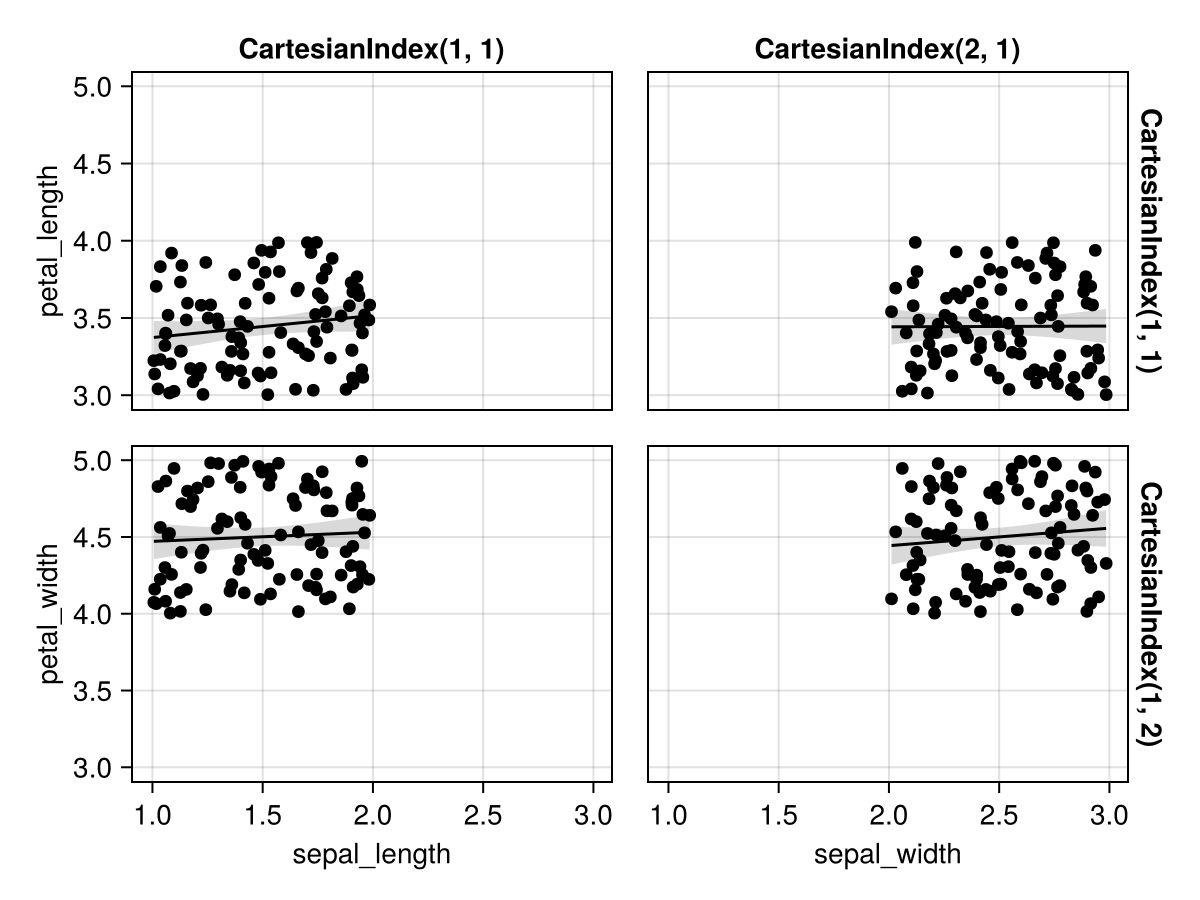 CartesianIndex(1, 1) CartesianIndex(2, 1)
5.0
4.5
4.0
3.5
3.0
petal_length
CartesianIndex(1, 1)
5.0
4.5
4.0
3.5
3.0
petal_width
CartesianIndex(1, 2)
1.0 1.5 2.0 2.5 3.0 1.0 1.5 2.0 2.5 3.0
sepal_length sepal_width